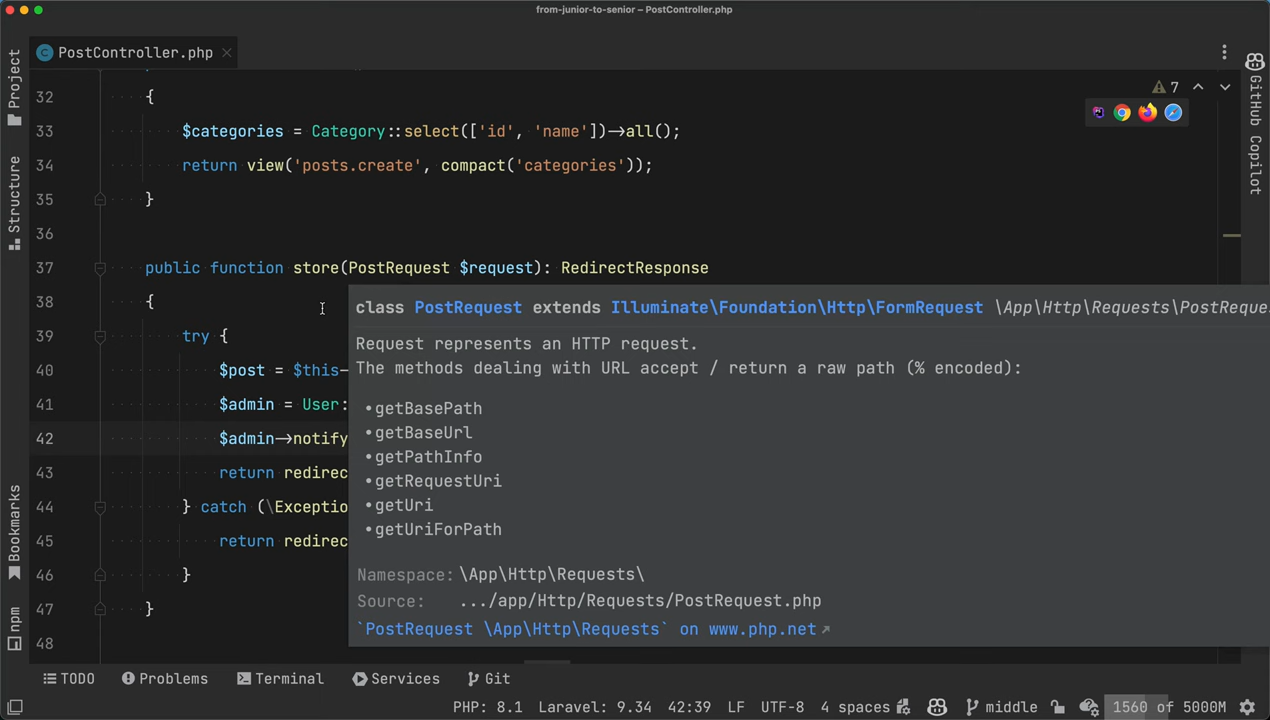 from-junior-to-senior – PostController.php
PostController.php
Project
Structure
Bookmarks
npm
GitHub Copilot
7
32 {
33 $categories = Category::select(['id', 'name'])->all();
34 return view('posts.create', compact('categories'));
35 }
36
37 public function store(PostRequest $request): RedirectResponse
38 {
39 try {
40 $post = $this-
41 $admin = User:
42 $admin->notify
43 return redirec
44 } catch (\Exceptio
45 return redirec
46 }
47 }
48
class PostRequest extends Illuminate\Foundation\Http\FormRequest \App\Http\Requests\PostReque
Request represents an HTTP request.
The methods dealing with URL accept / return a raw path (% encoded):
•getBasePath
•getBaseUrl
•getPathInfo
•getRequestUri
•getUri
•getUriForPath
Namespace: \App\Http\Requests\
Source: .../app/Http/Requests/PostRequest.php
`PostRequest \App\Http\Requests` on www.php.net↗
TODO Problems Terminal Services Git
PHP: 8.1 Laravel: 9.34 42:39 LF UTF-8 4 spaces middle 1560 of 5000M